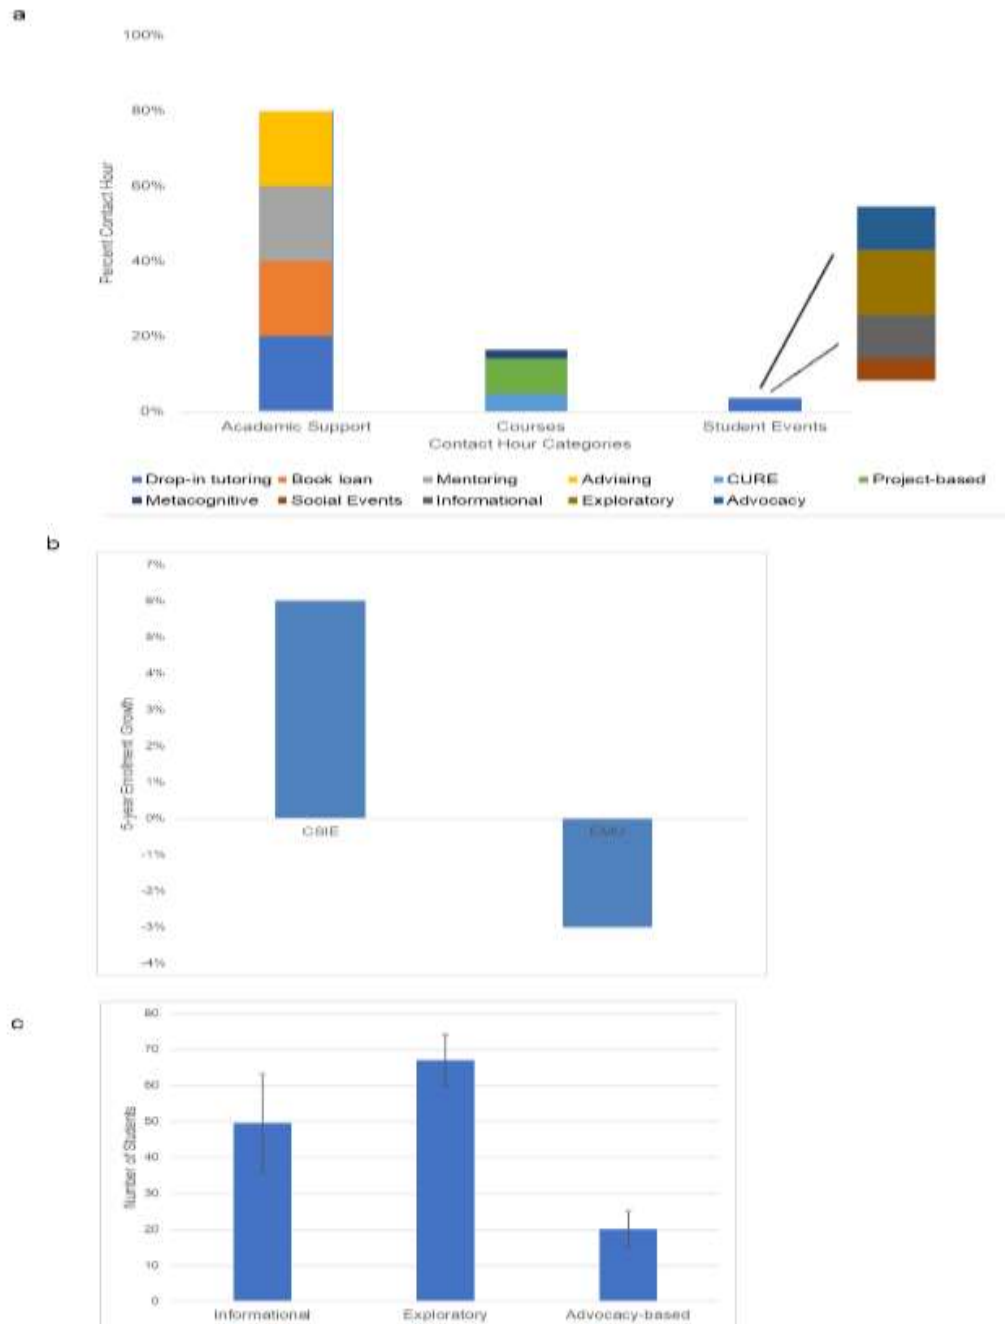 a
100%
80%
60%
40%
20%
0%
Percent Contact Hour
Academic Support
Courses
Student Events
Contact Hour Categories
Drop-in tutoring
Book loan
Mentoring
Advising
CURE
Project-based
Metacognitive
Social Events
Informational
Exploratory
Advocacy
b
7%
6%
5%
4%
3%
2%
1%
0%
-1%
-2%
-3%
-4%
5-year Enrollment Growth
CSIE
EMU
c
80
70
60
50
40
30
20
10
0
Number of Students
Informational
Exploratory
Advocacy-based